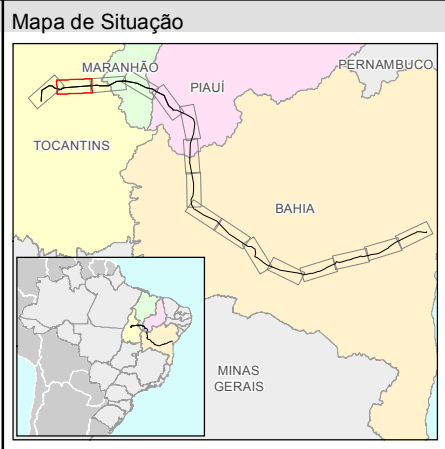 Mapa de Situação
MARANHÃO
PERNAMBUCO
PIAUÍ
TOCANTINS
BAHIA
MINAS
GERAIS